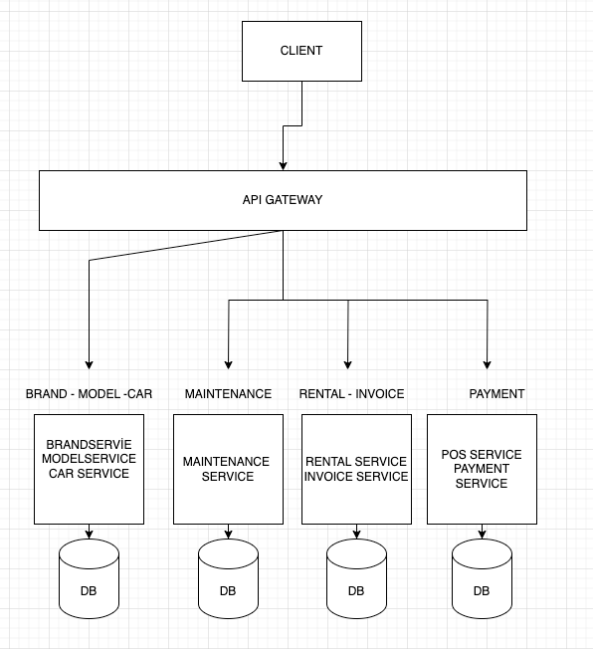 CLIENT
API GATEWAY
BRAND - MODEL -CAR
MAINTENANCE
RENTAL - INVOICE
PAYMENT
BRANDSERVİE
MODELSERVICE
CAR SERVICE
MAINTENANCE
SERVICE
RENTAL SERVICE
INVOICE SERVICE
POS SERVICE
PAYMENT
SERVICE
DB
DB
DB
DB